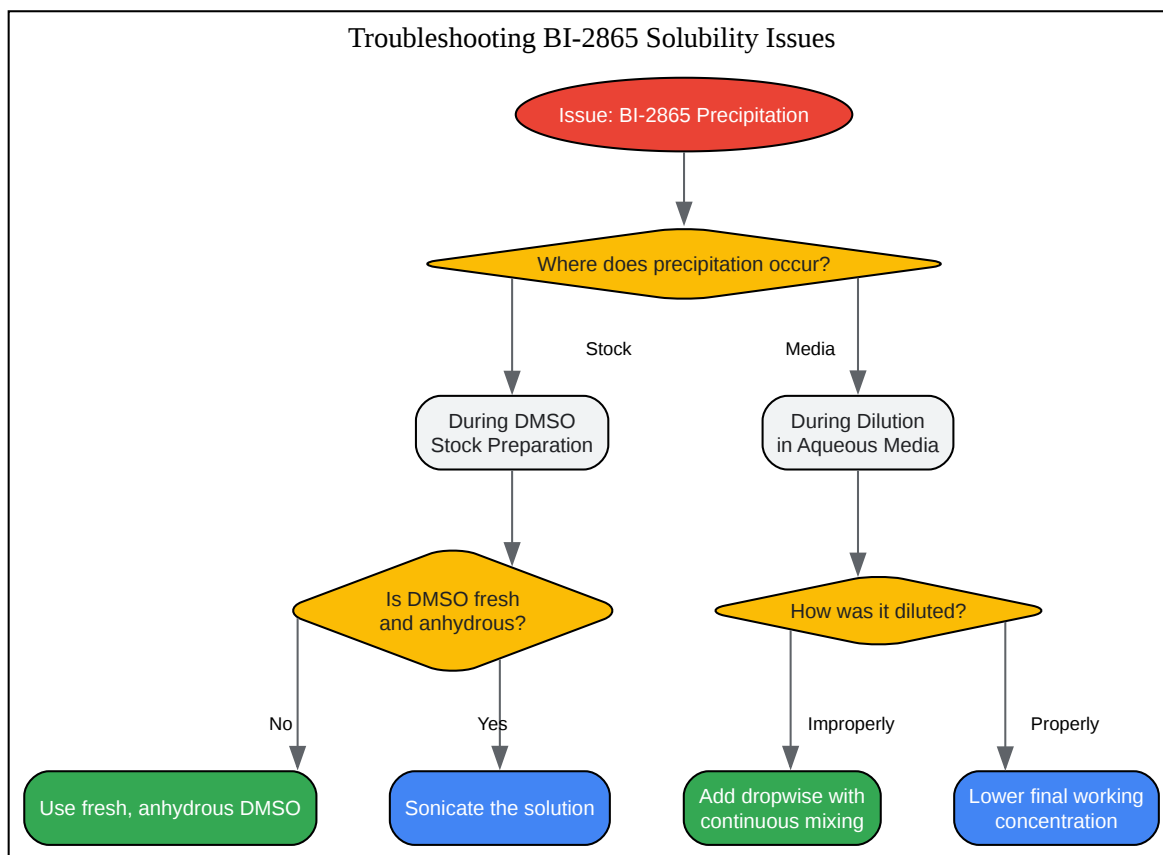 Troubleshooting BI-2865 Solubility Issues
Issue: BI-2865 Precipitation
Where does precipitation occur?
Stock
Media
During DMSO
Stock Preparation
During Dilution
in Aqueous Media
Is DMSO fresh
and anhydrous?
How was it diluted?
No
Yes
Improperly
Properly
Use fresh, anhydrous DMSO
Sonicate the solution
Add dropwise with
continuous mixing
Lower final working
concentration